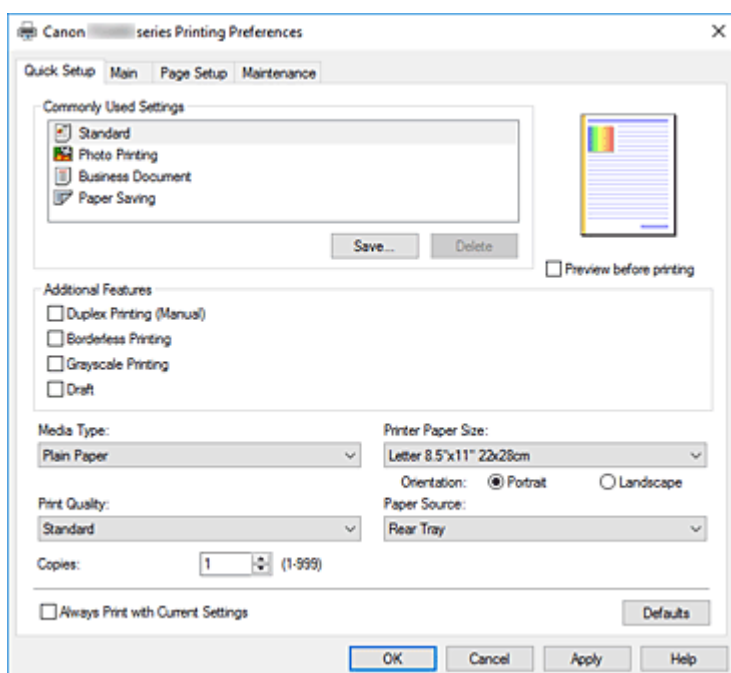 Canon series Printing Preferences
Quick Setup Main Page Setup Maintenance
Commonly Used Settings
Standard
Photo Printing
Business Document
Paper Saving
Save... Delete
Preview before printing
Additional Features
Duplex Printing (Manual)
Borderless Printing
Grayscale Printing
Draft
Media Type: Printer Paper Size:
Plain Paper Letter 8.5"x11" 22x28cm
Orientation: Portrait Landscape
Print Quality: Paper Source:
Standard Rear Tray
Copies: 1 (1-999)
Always Print with Current Settings Defaults
OK Cancel Apply Help